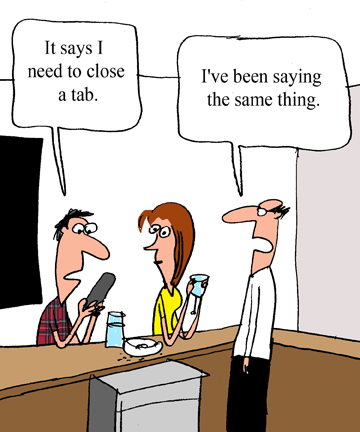 It says I
need to close
a tab.
I've been saying
the same thing.